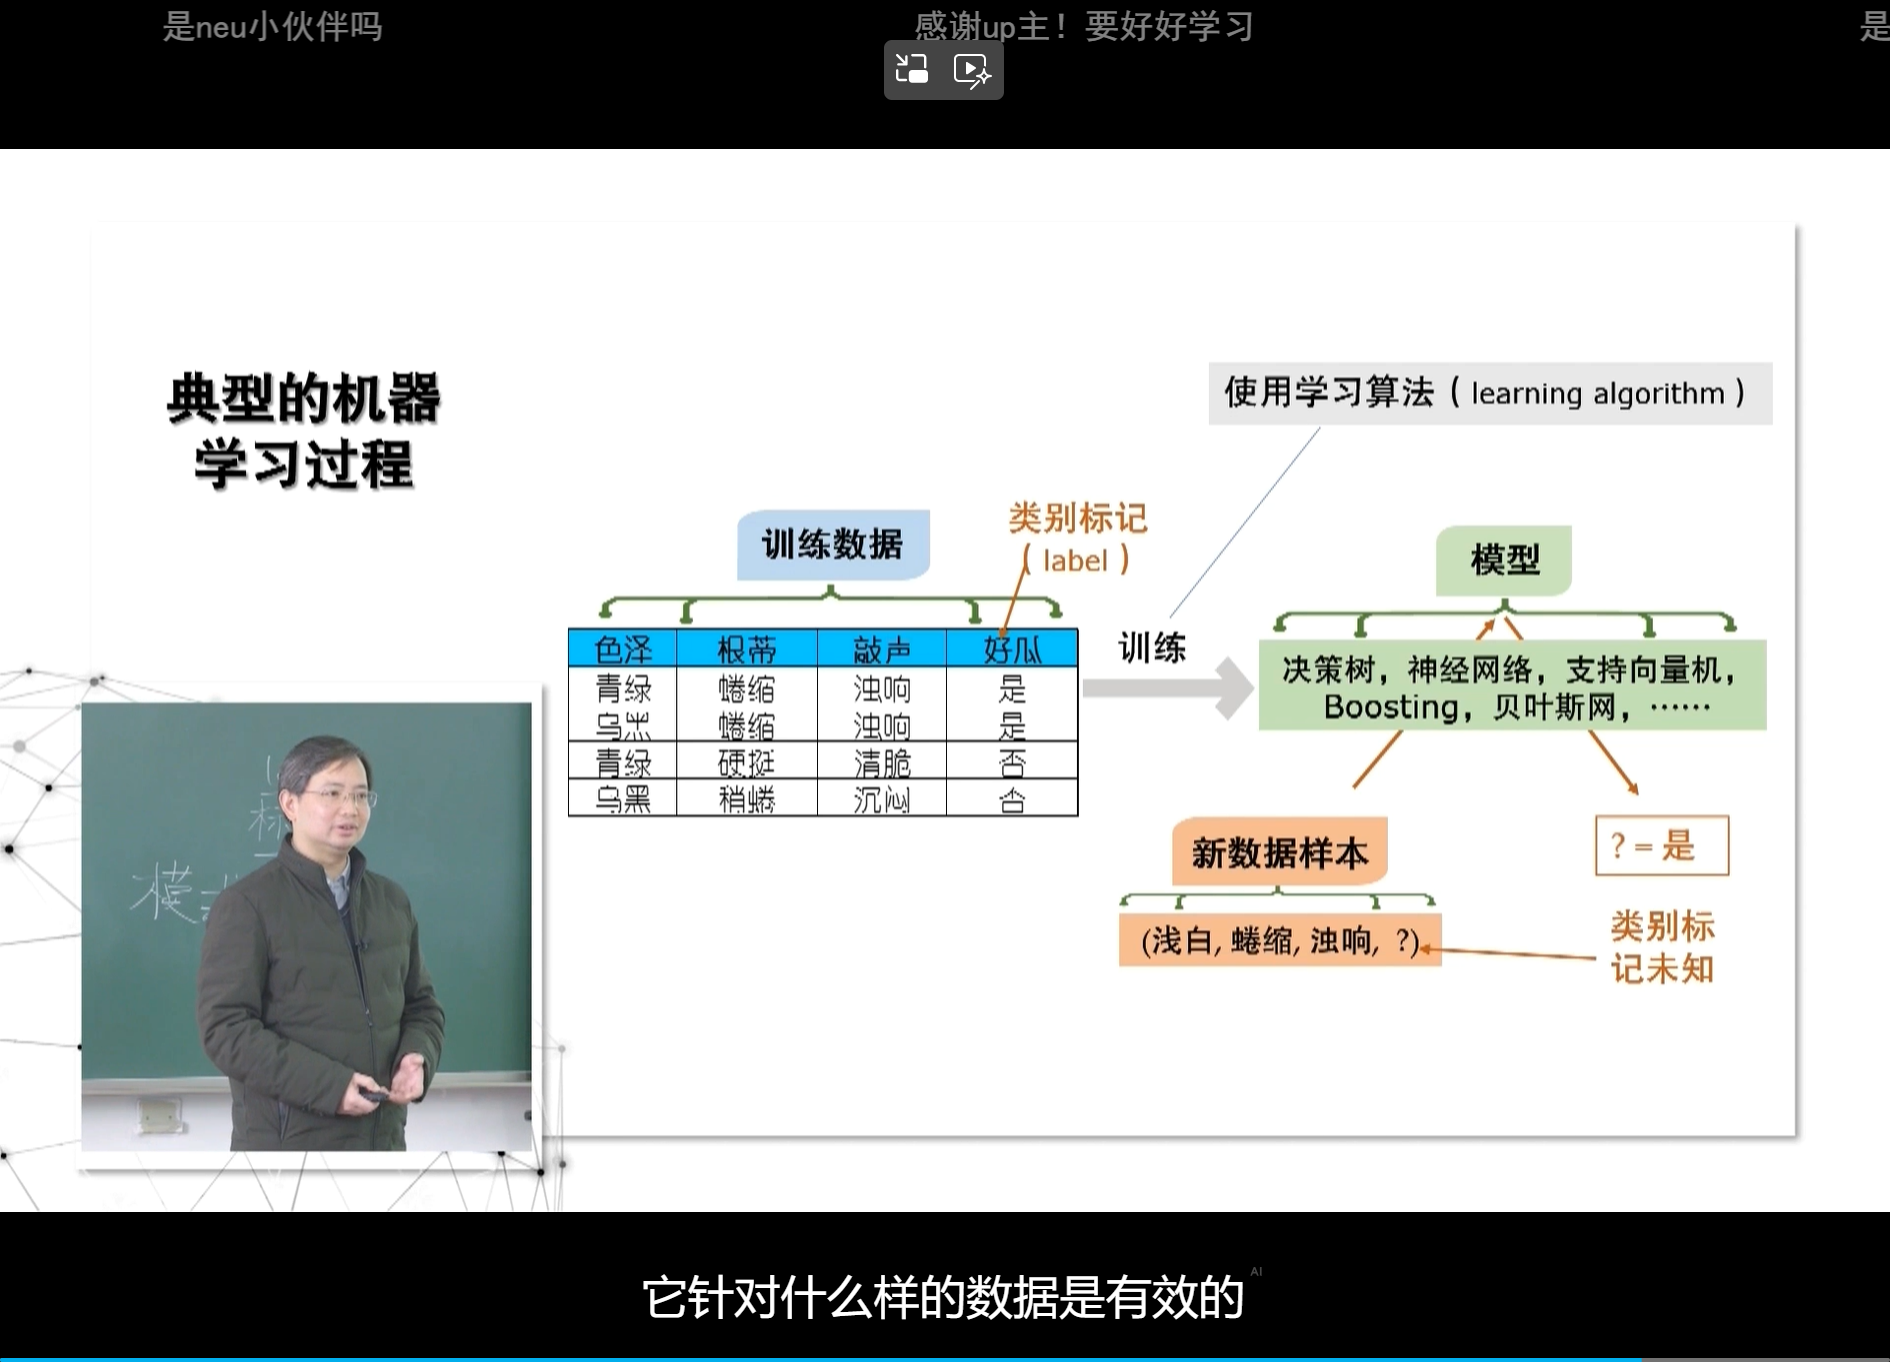 是neu小伙伴吗
感谢up主！要好好学习
是
典型的机器
学习过程
使用学习算法（learning algorithm）
训练数据
类别标记
（label）
模型
训练
色泽 根蒂 敲声 好瓜
青绿 蜷缩 浊响 是
乌黑 蜷缩 浊响 是
青绿 硬挺 清脆 否
乌黑 稍蜷 沉闷 否
决策树，神经网络，支持向量机，
Boosting，贝叶斯网，……
新数据样本
(浅白, 蜷缩, 浊响, ?)
? = 是
类别标
记未知
模
它针对什么样的数据是有效的
AI